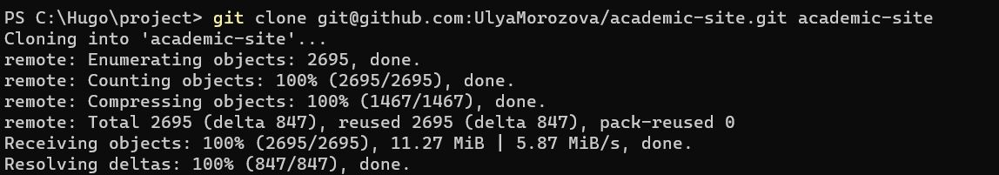 PS C:\Hugo\project> git clone git@github.com:UlyaMorozova/academic-site.git academic-site
Cloning into 'academic-site'...
remote: Enumerating objects: 2695, done.
remote: Counting objects: 100% (2695/2695), done.
remote: Compressing objects: 100% (1467/1467), done.
remote: Total 2695 (delta 847), reused 2695 (delta 847), pack-reused 0
Receiving objects: 100% (2695/2695), 11.27 MiB | 5.87 MiB/s, done.
Resolving deltas: 100% (847/847), done.